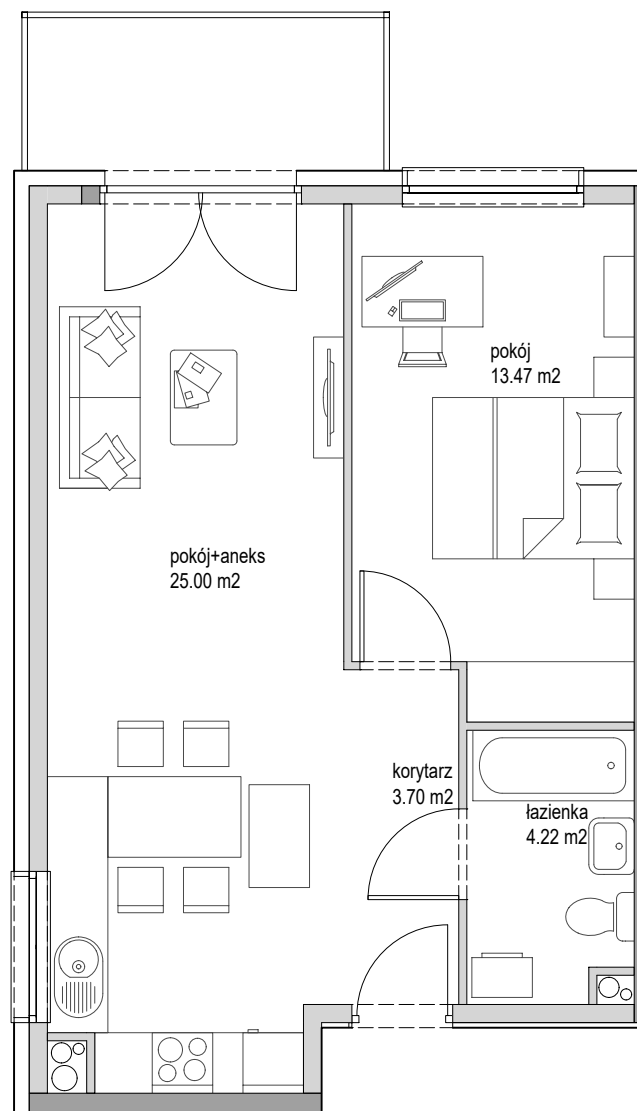 pokój
13.47 m2
pokój+aneks
25.00 m2
korytarz
3.70 m2
łazienka
4.22 m2